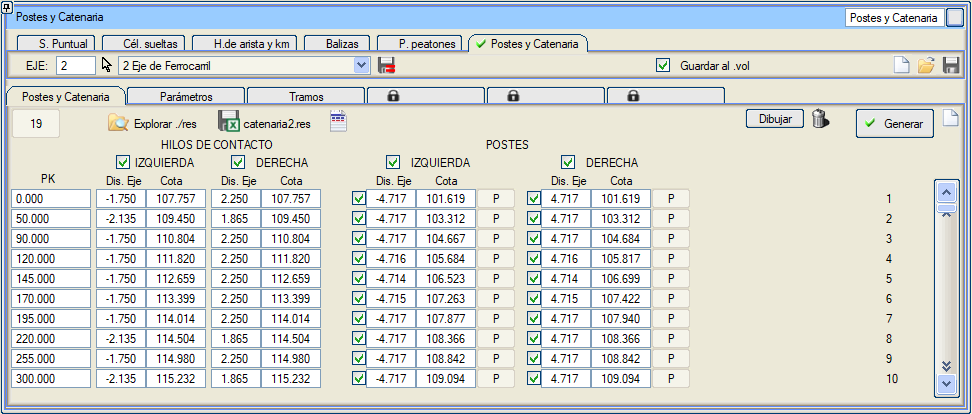 Postes y Catenaria Postes y Catenaria
S. Puntual Cél. sueltas H.de arista y km Balizas P. peatones Postes y Catenaria
EJE: 2 2 Eje de Ferrocarril Guardar al .vol
Postes y Catenaria Parámetros Tramos
19 Explorar ./res catenaria2.res Dibujar Generar
HILOS DE CONTACTO POSTES
IZQUIERDA DERECHA IZQUIERDA DERECHA
PK Dis. Eje Cota Dis. Eje Cota Dis. Eje Cota Dis. Eje Cota
0.000 -1.750 107.757 2.250 107.757 -4.717 101.619 P 4.717 101.619 P 1
50.000 -2.135 109.450 1.865 109.450 -4.717 103.312 P 4.717 103.312 P 2
90.000 -1.750 110.804 2.250 110.804 -4.717 104.667 P 4.717 104.684 P 3
120.000 -1.750 111.820 2.250 111.820 -4.716 105.684 P 4.716 105.817 P 4
145.000 -1.750 112.659 2.250 112.659 -4.714 106.523 P 4.714 106.699 P 5
170.000 -1.750 113.399 2.250 113.399 -4.715 107.263 P 4.715 107.422 P 6
195.000 -1.750 114.014 2.250 114.014 -4.717 107.877 P 4.717 107.940 P 7
220.000 -2.135 114.504 1.865 114.504 -4.717 108.366 P 4.717 108.366 P 8
255.000 -1.750 114.980 2.250 114.980 -4.717 108.842 P 4.717 108.842 P 9
300.000 -2.135 115.232 1.865 115.232 -4.717 109.094 P 4.717 109.094 P 10